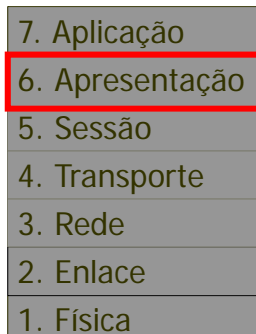 7. Aplicação
6. Apresentação
5. Sessão
4. Transporte
3. Rede
2. Enlace
1. Física